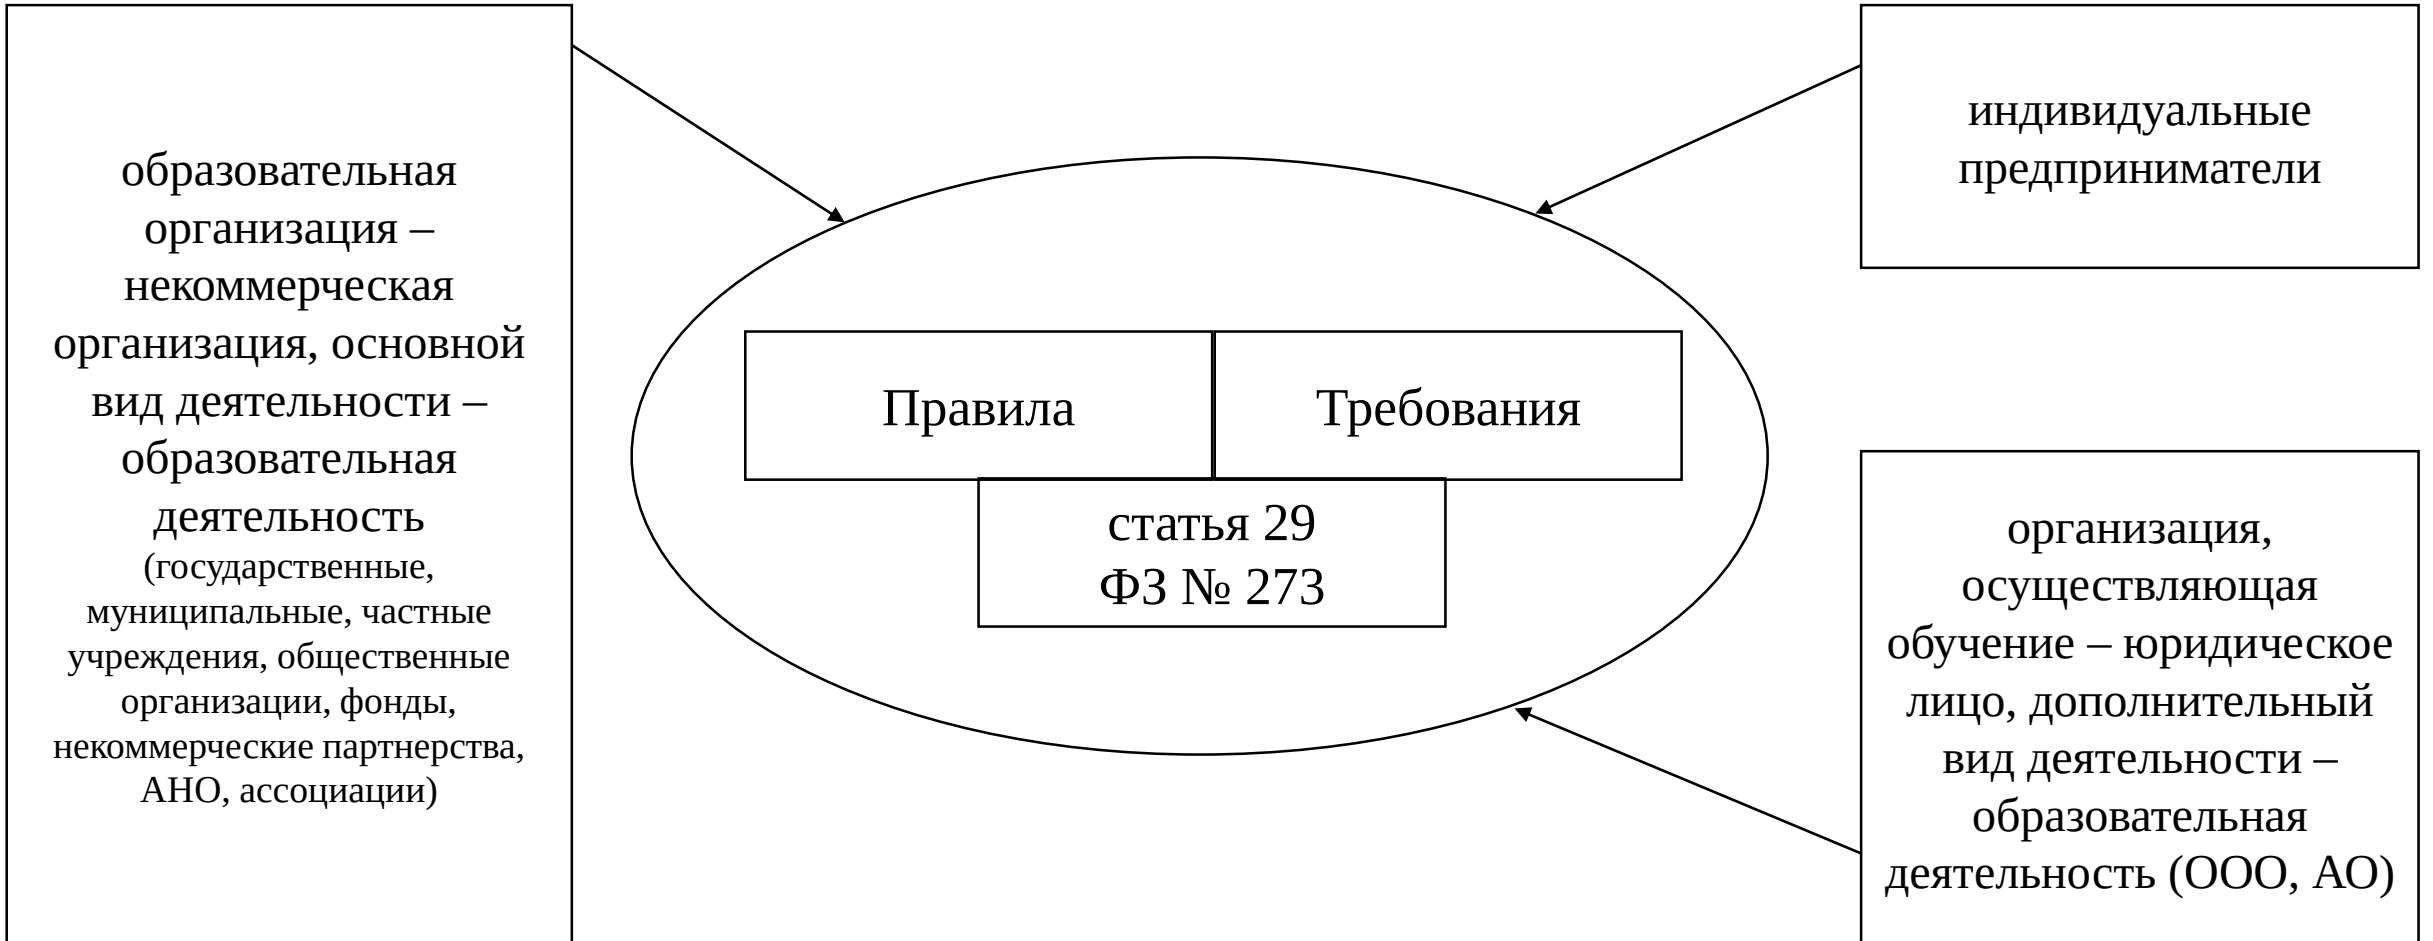 образовательная
организация –
некоммерческая
организация, основной
вид деятельности –
образовательная
деятельность
(государственные,
муниципальные, частные
учреждения, общественные
организации, фонды,
некоммерческие партнерства,
АНО, ассоциации)
Правила
Требования
статья 29
ФЗ № 273
индивидуальные
предприниматели
организация,
осуществляющая
обучение – юридическое
лицо, дополнительный
вид деятельности –
образовательная
деятельность (ООО, АО)